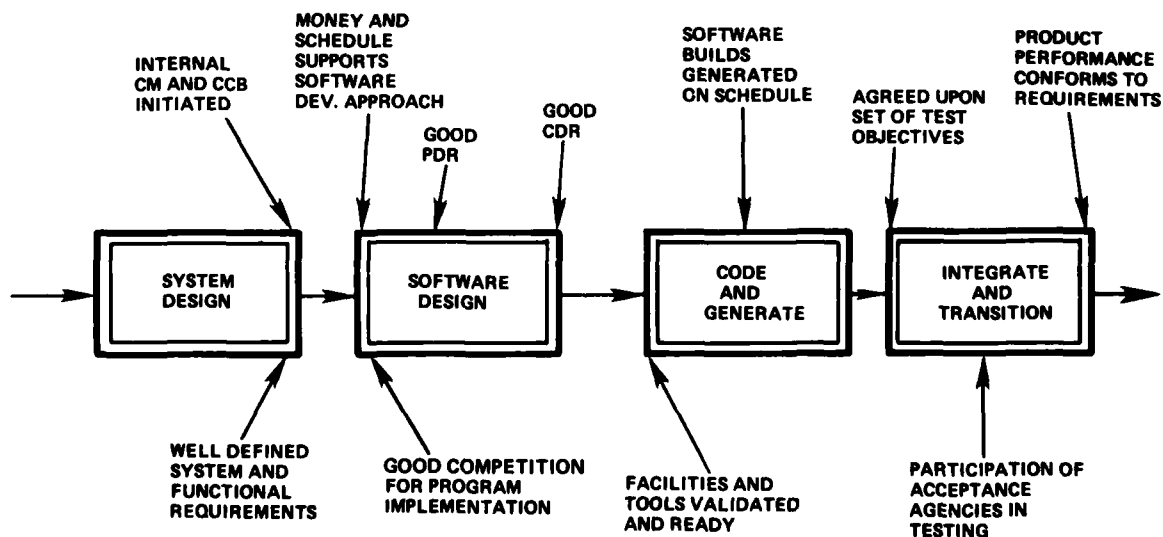 INTERNAL
CM AND CCB
INITIATED
MONEY AND
SCHEDULE
SUPPORTS
SOFTWARE
DEV. APPROACH
GOOD
PDR
GOOD
CDR
SOFTWARE
BUILDS
GENERATED
CN SCHEDULE
AGREED UPON
SET OF TEST
OBJECTIVES
PRODUCT
PERFORMANCE
CONFORMS TO
REQUIREMENTS
SYSTEM
DESIGN
SOFTWARE
DESIGN
CODE
AND
GENERATE
INTEGRATE
AND
TRANSITION
WELL DEFINED
SYSTEM AND
FUNCTIONAL
REQUIREMENTS
GOOD COMPETITION
FOR PROGRAM
IMPLEMENTATION
FACILITIES AND
TOOLS VALIDATED
AND READY
PARTICIPATION OF
ACCEPTANCE
AGENCIES IN
TESTING